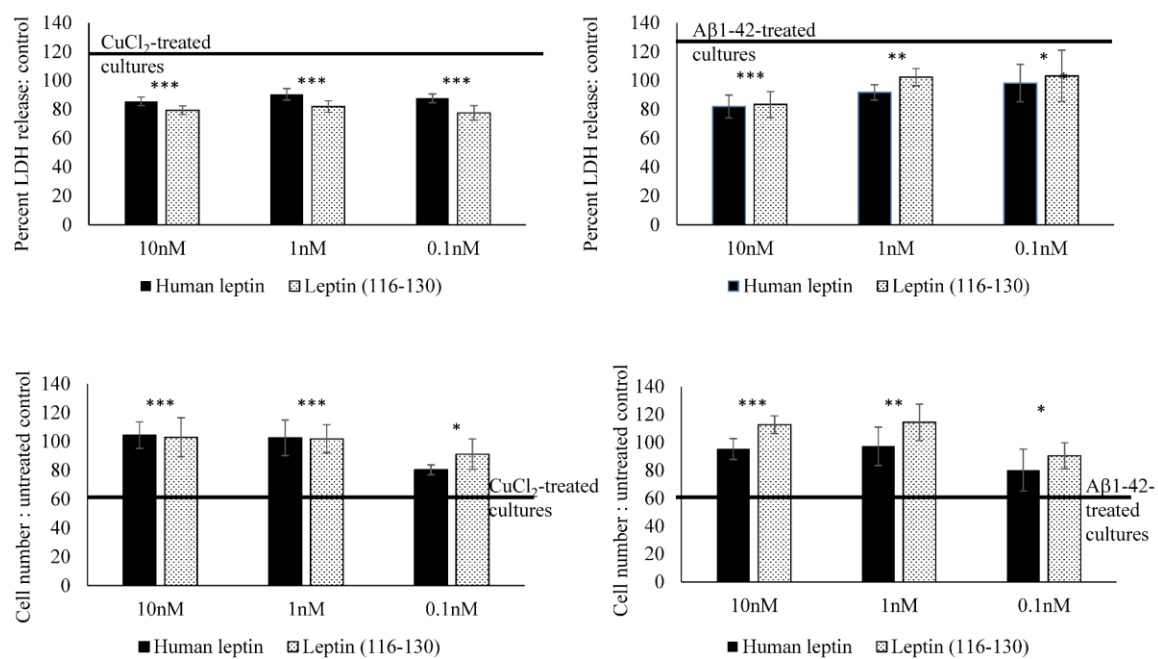 Percent LDH release: control
140
120
100
80
60
40
20
0
CuCl₂-treated
cultures
***
***
***
10nM
1nM
0.1nM
Human leptin
Leptin (116-130)
Percent LDH release: control
140
120
100
80
60
40
20
0
Aβ1-42-treated
cultures
***
**
*
*
10nM
1nM
0.1nM
Human leptin
Leptin (116-130)
Cell number : untreated control
140
120
100
80
60
40
20
0
***
***
*
CuCl₂-treated
cultures
10nM
1nM
0.1nM
Human leptin
Leptin (116-130)
Cell number : untreated control
140
120
100
80
60
40
20
0
***
**
*
Aβ1-42-
treated
cultures
10nM
1nM
0.1nM
Human leptin
Leptin (116-130)